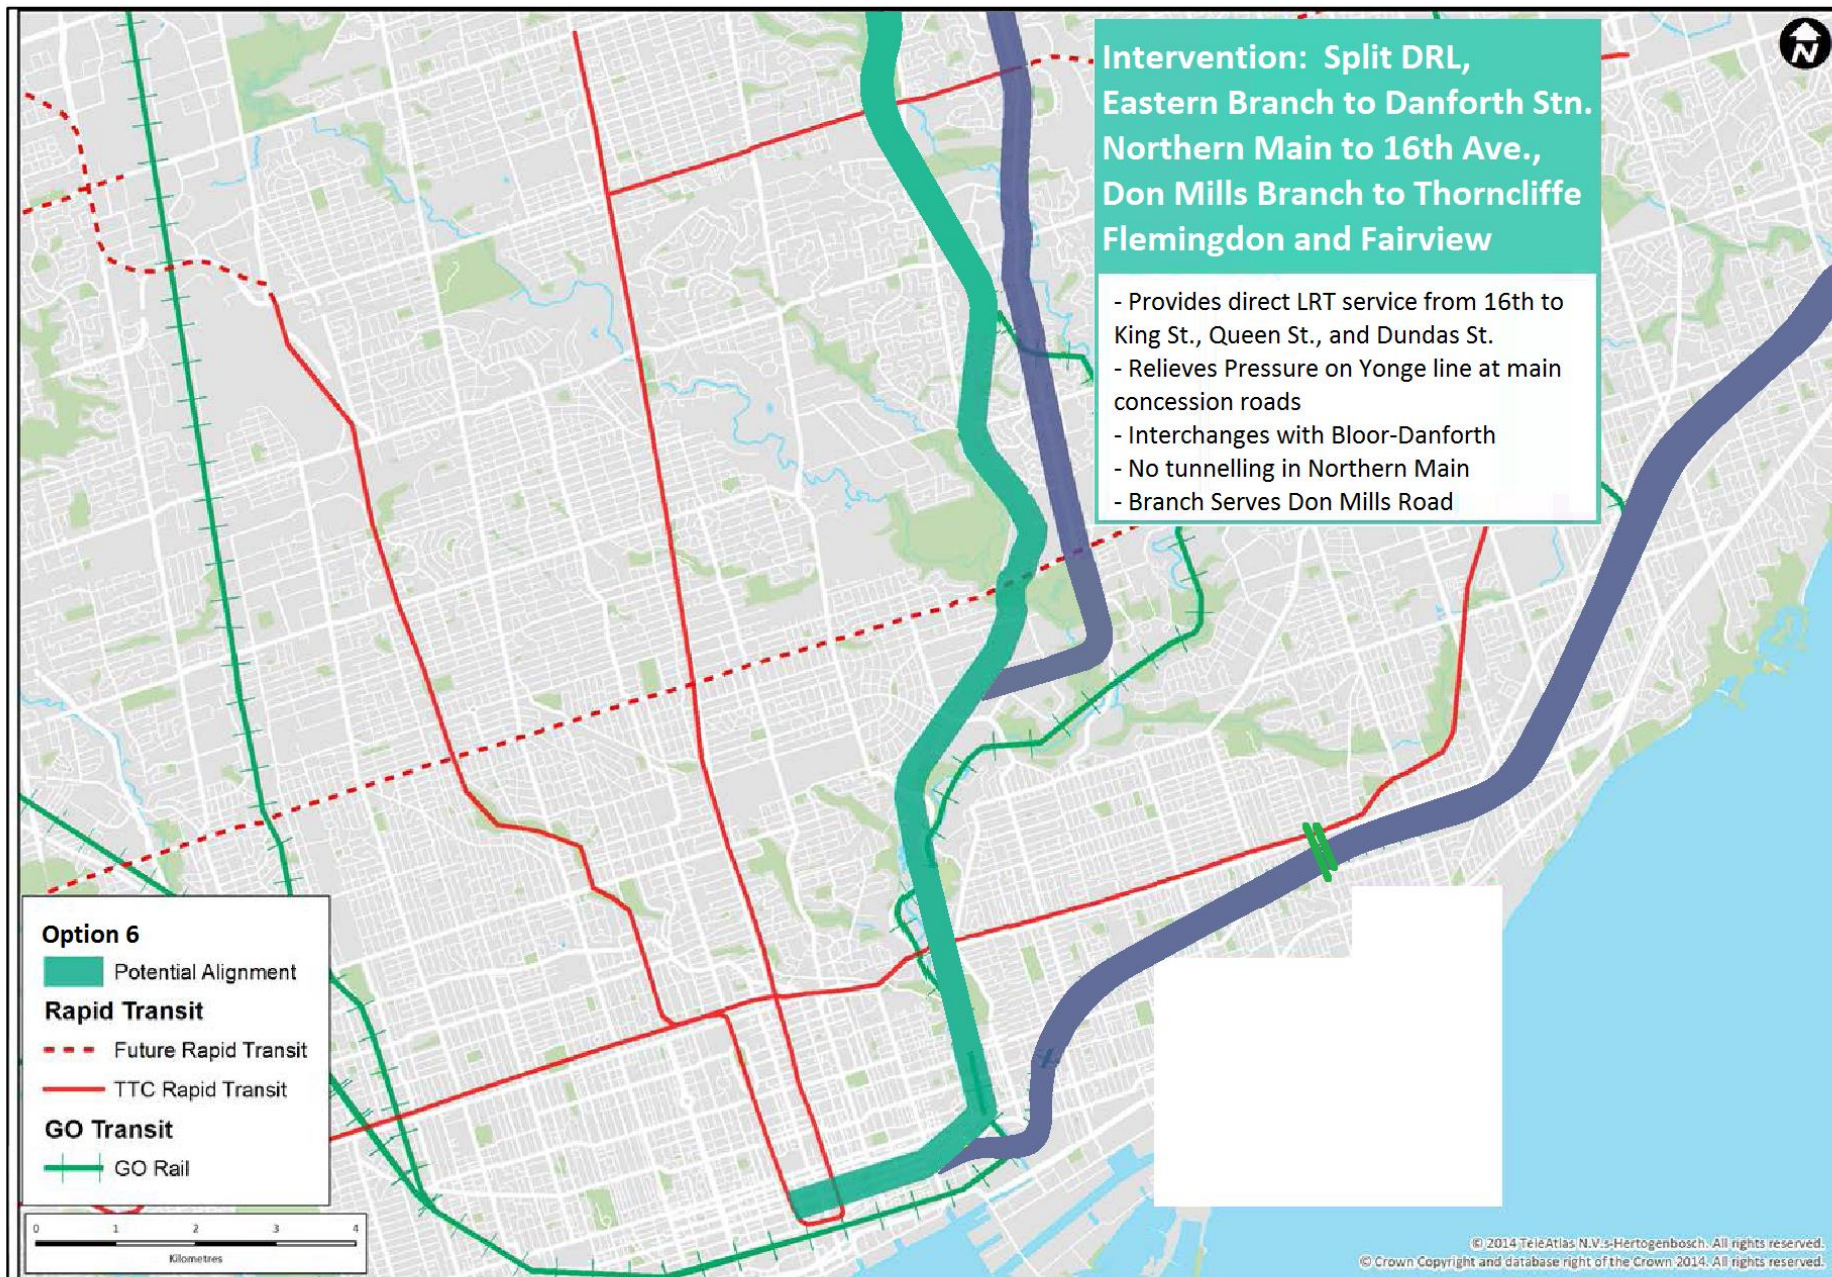 Intervention: Split DRL,
Eastern Branch to Danforth Stn.
Northern Main to 16th Ave.,
Don Mills Branch to Thorncliffe
Flemingdon and Fairview
- Provides direct LRT service from 16th to
King St., Queen St., and Dundas St.
- Relieves Pressure on Yonge line at main
concession roads
- Interchanges with Bloor-Danforth
- No tunnelling in Northern Main
- Branch Serves Don Mills Road
N
Option 6
Potential Alignment
Rapid Transit
Future Rapid Transit
TTC Rapid Transit
GO Transit
GO Rail
0 1 2 3 4
Kilometres
© 2014 TeleAtlas N.V.s-Hertogenbosch. All rights reserved.
© Crown Copyright and database right of the Crown 2014. All rights reserved.